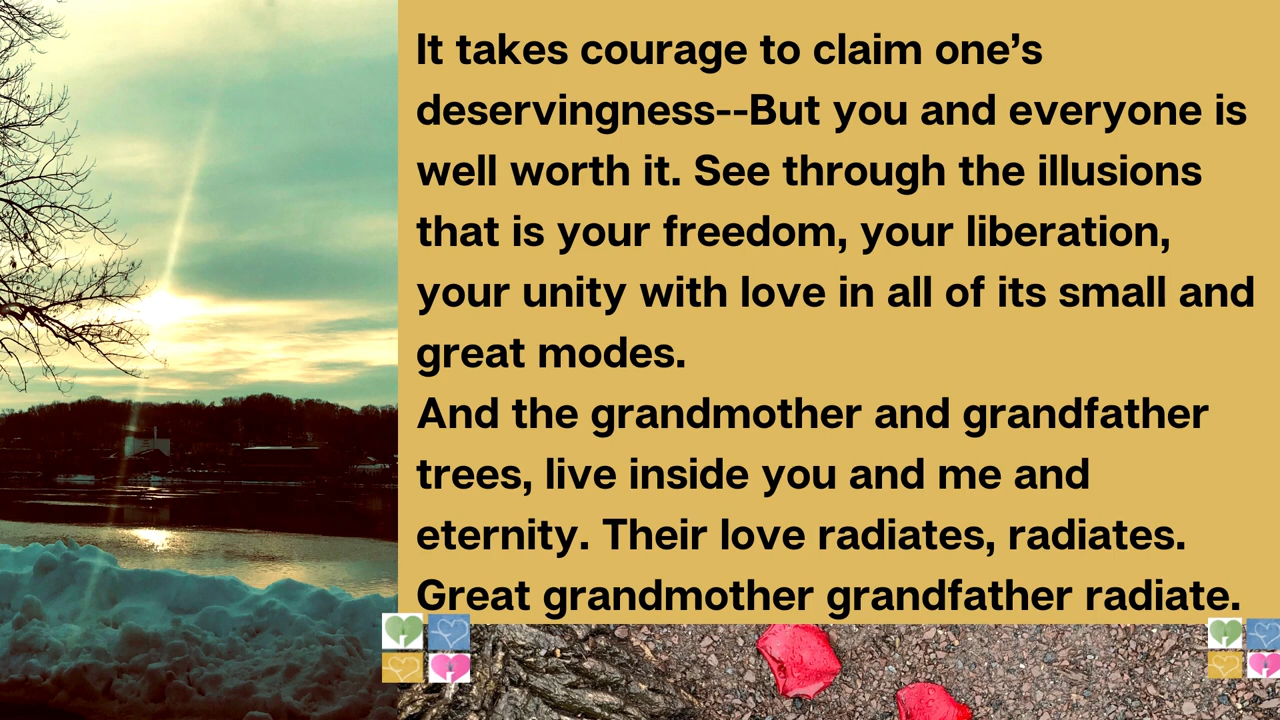 It takes courage to claim one’s
deservingness--But you and everyone is
well worth it. See through the illusions
that is your freedom, your liberation,
your unity with love in all of its small and
great modes.
And the grandmother and grandfather
trees, live inside you and me and
eternity. Their love radiates, radiates.
Great grandmother grandfather radiate.